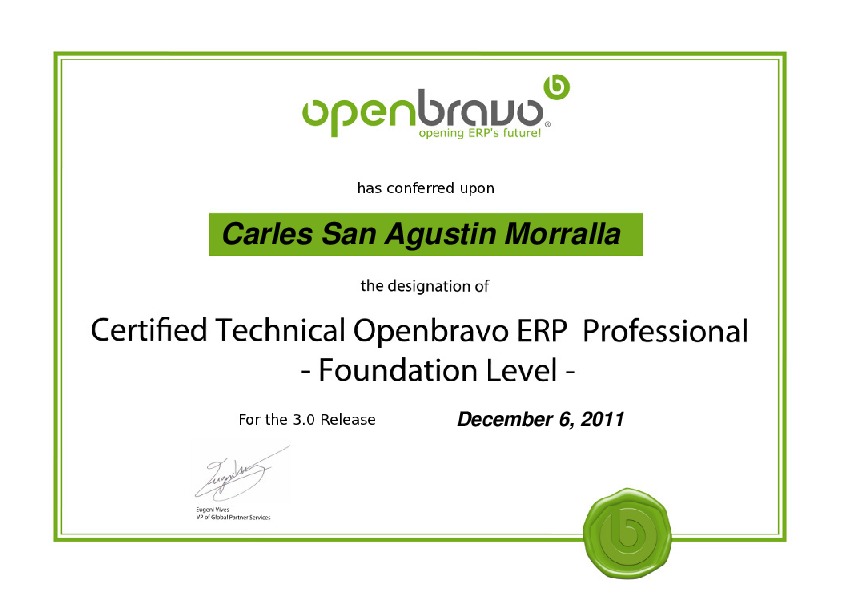 openbravo®
opening ERP's future!
has conferred upon
Carles San Agustin Morralla
the designation of
Certified Technical Openbravo ERP Professional
- Foundation Level -
For the 3.0 Release
December 6, 2011
Eugeni Vives
VP of Global Partner Services